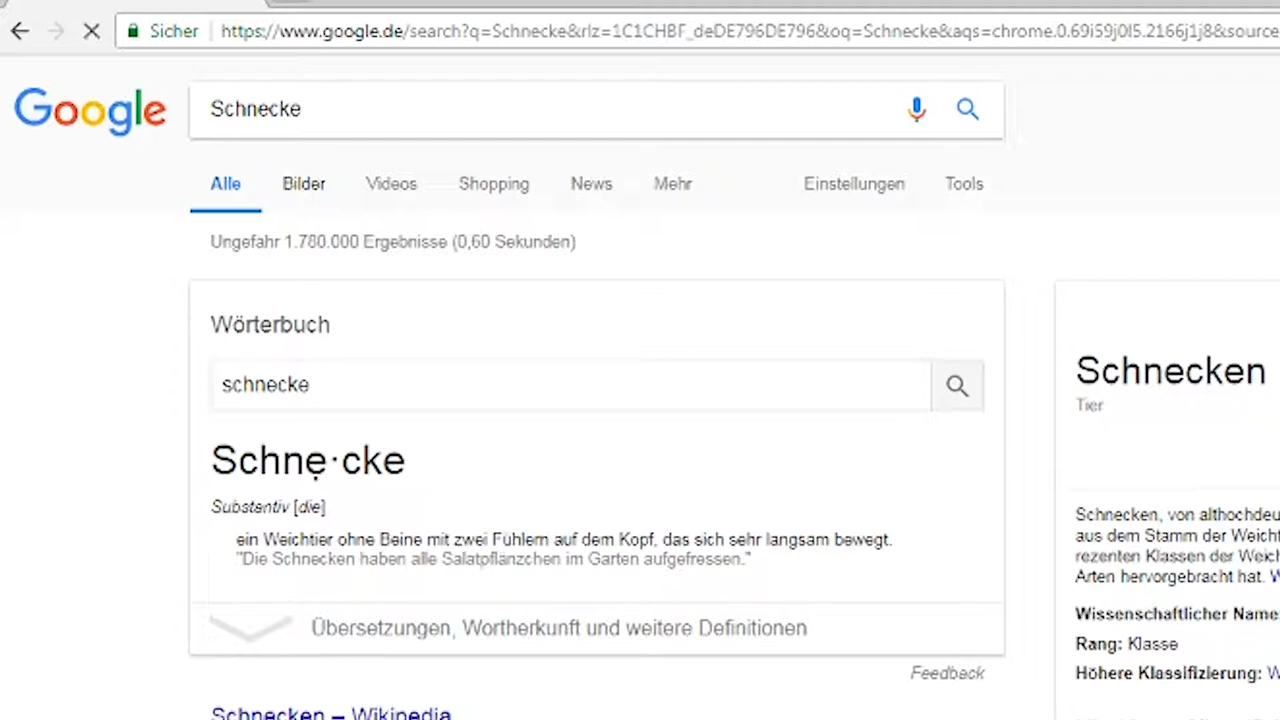 Sicher https://www.google.de/search?q=Schnecke&rlz=1C1CHBF_deDE796DE796&oq=Schnecke&aqs=chrome.0.69i59j0l5.2166j1j8&source
Google Schnecke
Alle Bilder Videos Shopping News Mehr Einstellungen Tools
Ungefähr 1.780.000 Ergebnisse (0,60 Sekunden)
Wörterbuch
schnecke
Schnẹ·cke
Substantiv [die]
ein Weichtier ohne Beine mit zwei Fühlern auf dem Kopf, das sich sehr langsam bewegt.
"Die Schnecken haben alle Salatpflänzchen im Garten aufgefressen."
Übersetzungen, Wortherkunft und weitere Definitionen
Feedback
Schnecken – Wikipedia
Schnecken
Tier
Schnecken, von althochdeu
aus dem Stamm der Weicht
rezenten Klassen der Weich
Arten hervorgebracht hat. W
Wissenschaftlicher Name:
Rang: Klasse
Höhere Klassifizierung: W